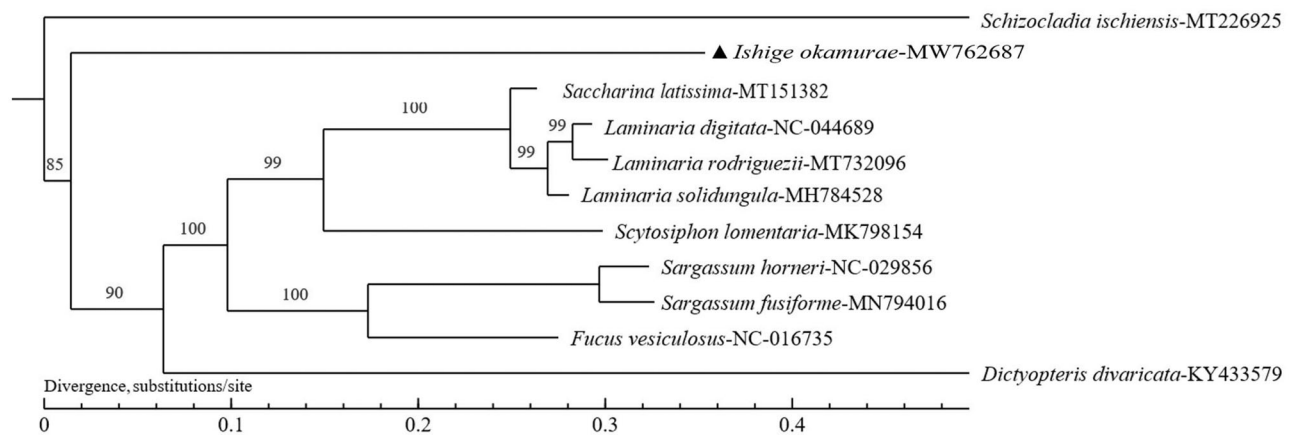 Schizocladia ischiensis-MT226925
▲ Ishige okamurae-MW762687
Saccharina latissima-MT151382
100
99
Laminaria digitata-NC-044689
99
85
99
Laminaria rodriguezii-MT732096
Laminaria solidungula-MH784528
100
Scytosiphon lomentaria-MK798154
Sargassum horneri-NC-029856
90
100
Sargassum fusiforme-MN794016
Fucus vesiculosus-NC-016735
Dictyopteris divaricata-KY433579
Divergence, substitutions/site
0 0.1 0.2 0.3 0.4